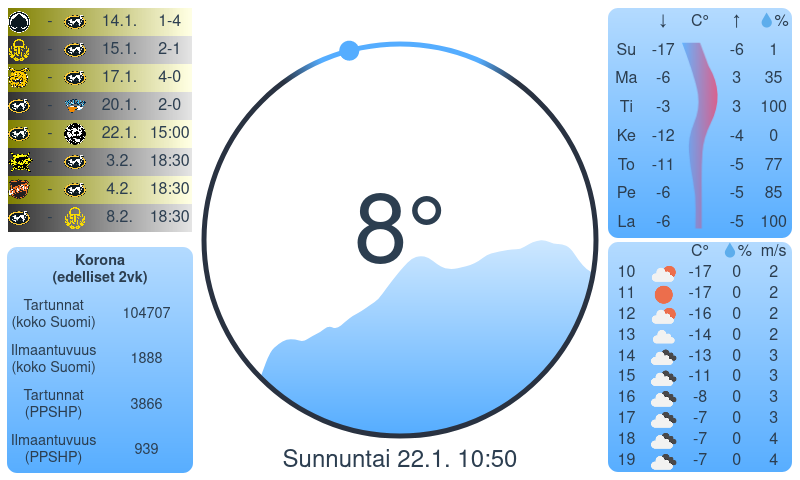 - 14.1. 1-4
- 15.1. 2-1
- 17.1. 4-0
- 20.1. 2-0
- 22.1. 15:00
- 3.2. 18:30
- 4.2. 18:30
- 8.2. 18:30
Korona
(edelliset 2vk)
Tartunnat
(koko Suomi) 104707
Ilmaantuvuus
(koko Suomi) 1888
Tartunnat
(PPSHP) 3866
Ilmaantuvuus
(PPSHP) 939
8°
Sunnuntai 22.1. 10:50
↓ C° ↑ %
Su -17 -6 1
Ma -6 3 35
Ti -3 3 100
Ke -12 -4 0
To -11 -5 77
Pe -6 -5 85
La -6 -5 100
C° % m/s
10 -17 0 2
11 -17 0 2
12 -16 0 2
13 -14 0 2
14 -13 0 3
15 -11 0 3
16 -8 0 3
17 -7 0 3
18 -7 0 4
19 -7 0 4